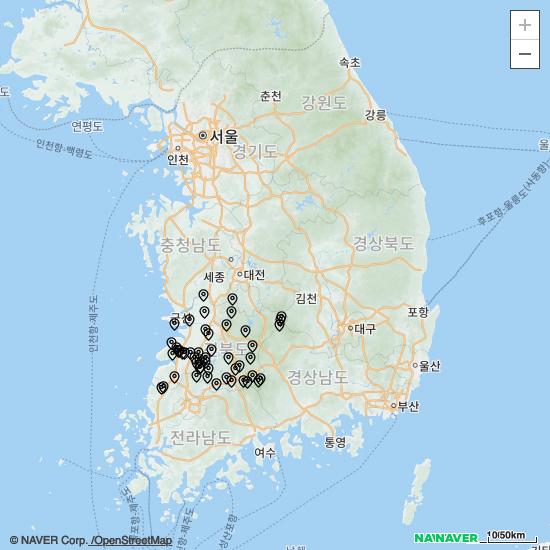 속초
춘천
강원도
강릉
도
연평도
서울
경기도
인천
인천항-백령도
울
후포항-울릉도(사동항)
충청남도
경상북도
세종
대전
김천
포항
인천항-제주도
대구
북도
울산
경상남도
부산
전라남도
통영
여수
© NAVER Corp. /OpenStreetMap
NAVER
10/50km